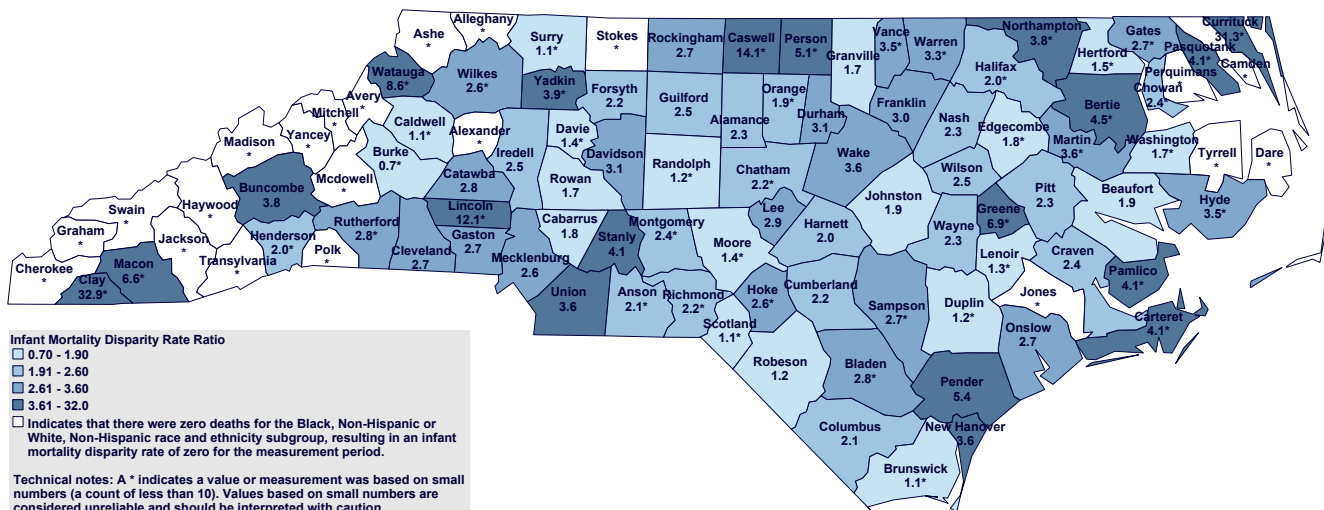 Ashe
*
Alleghany
*
Surry
1.1*
Stokes
*
Rockingham
2.7
Caswell
14.1*
Person
5.1*
Granville
1.7
Vance
3.5*
Warren
3.3*
Northampton
3.8*
Halifax
2.0*
Hertford
1.5*
Gates
2.7*
Currituck
31.3*
Pasquotank
4.1*
Camden
*
Perquimans
*
Chowan
2.4*
Bertie
4.5*
Watauga
8.6*
Wilkes
2.6*
Yadkin
3.9*
Forsyth
2.2
Guilford
2.5
Alamance
2.3
Orange
1.9*
Durham
3.1
Franklin
3.0
Nash
2.3
Edgecombe
1.8*
Martin
3.6*
Washington
1.7*
Tyrrell
*
Dare
*
Avery
*
Mitchell
*
Yancey
*
Madison
*
Caldwell
1.1*
Alexander
*
Iredell
2.5
Davie
1.4*
Davidson
3.1
Randolph
1.2*
Chatham
2.2*
Wake
3.6
Wilson
2.5
Pitt
2.3
Beaufort
1.9
Hyde
3.5*
Burke
0.7*
McDowell
*
Buncombe
3.8
Haywood
*
Swain
*
Graham
*
Cherokee
*
Clay
32.9*
Macon
6.6*
Jackson
*
Transylvania
*
Henderson
2.0*
Polk
*
Rutherford
2.8*
Cleveland
2.7
Catawba
2.8
Lincoln
12.1*
Gaston
2.7
Mecklenburg
2.6
Rowan
1.7
Cabarrus
1.8
Stanly
4.1
Montgomery
2.4*
Moore
1.4*
Lee
2.9
Harnett
2.0
Johnston
1.9
Wayne
2.3
Greene
6.9*
Lenoir
1.3*
Craven
2.4
Pamlico
4.1*
Carteret
4.1*
Jones
*
Onslow
2.7
Duplin
1.2*
Sampson
2.7*
Cumberland
2.2
Hoke
2.6*
Scotland
1.1*
Richmond
2.2*
Anson
2.1*
Union
3.6
Robeson
1.2
Bladen
2.8*
Pender
5.4
New Hanover
3.6
Columbus
2.1
Brunswick
1.1*
Infant Mortality Disparity Rate Ratio
0.70 - 1.90
1.91 - 2.60
2.61 - 3.60
3.61 - 32.0
Indicates that there were zero deaths for the Black, Non-Hispanic or
White, Non-Hispanic race and ethnicity subgroup, resulting in an infant
mortality disparity rate of zero for the measurement period.
Technical notes: A * indicates a value or measurement was based on small
numbers (a count of less than 10). Values based on small numbers are
considered unreliable and should be interpreted with caution